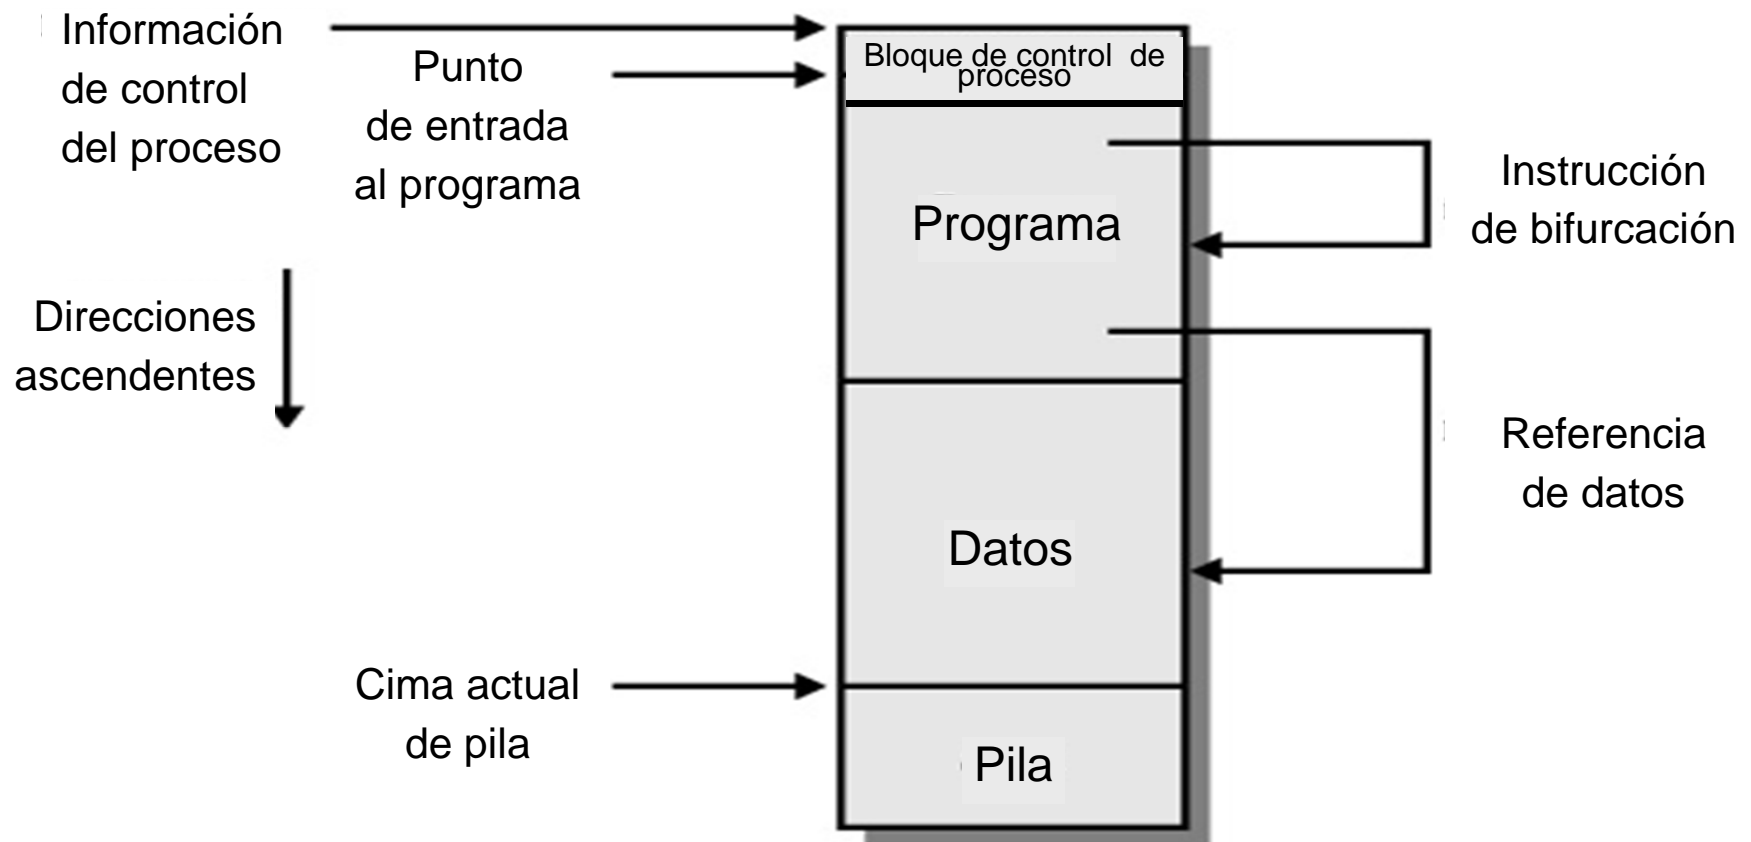 Información
de control
del proceso
Punto
de entrada
al programa
Bloque de control de
proceso
Programa
Instrucción
de bifurcación
Direcciones
ascendentes
Referencia
de datos
Datos
Cima actual
de pila
Pila